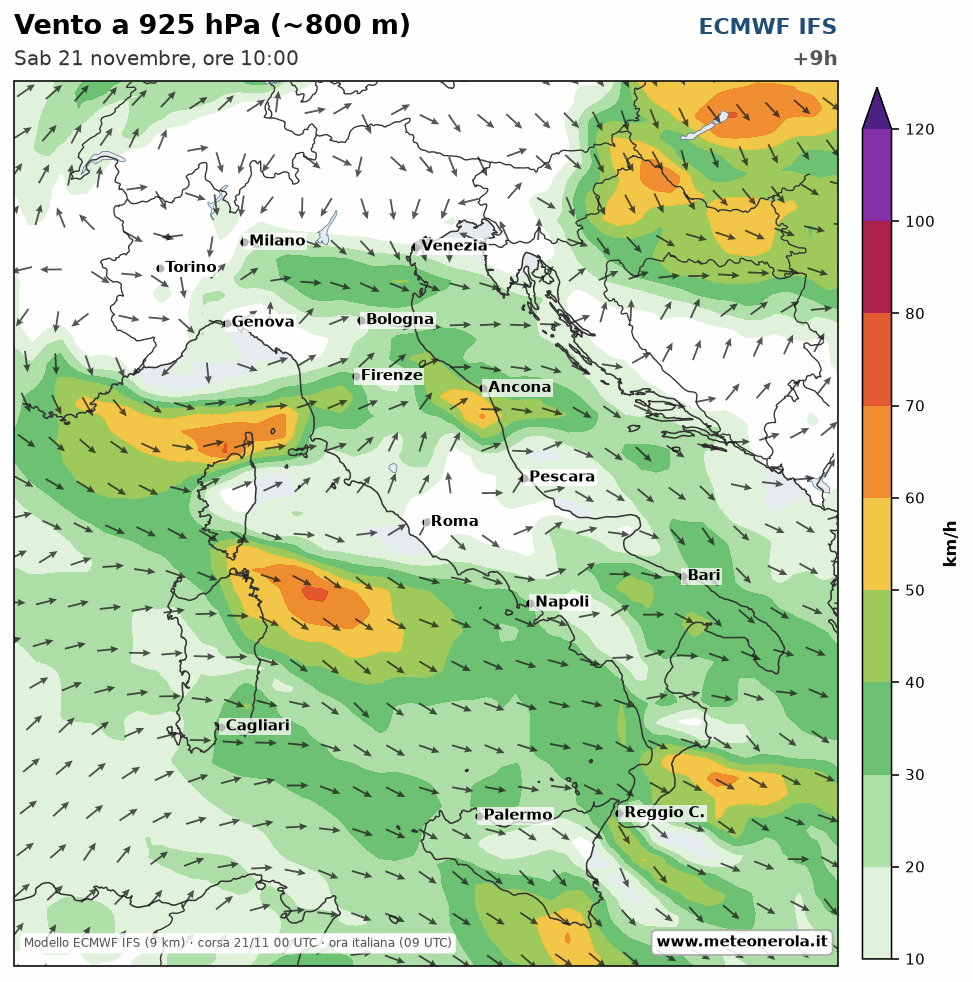 Vento a 925 hPa (~800 m)
ECMWF IFS
Sab 21 novembre, ore 10:00
+9h
120
100
80
70
60
50
40
30
20
10
km/h
Milano
Venezia
Torino
Genova
Bologna
Firenze
Ancona
Pescara
Roma
Bari
Napoli
Cagliari
Palermo
Reggio C.
Modello ECMWF IFS (9 km) · corsa 21/11 00 UTC · ora italiana (09 UTC)
www.meteonerola.it